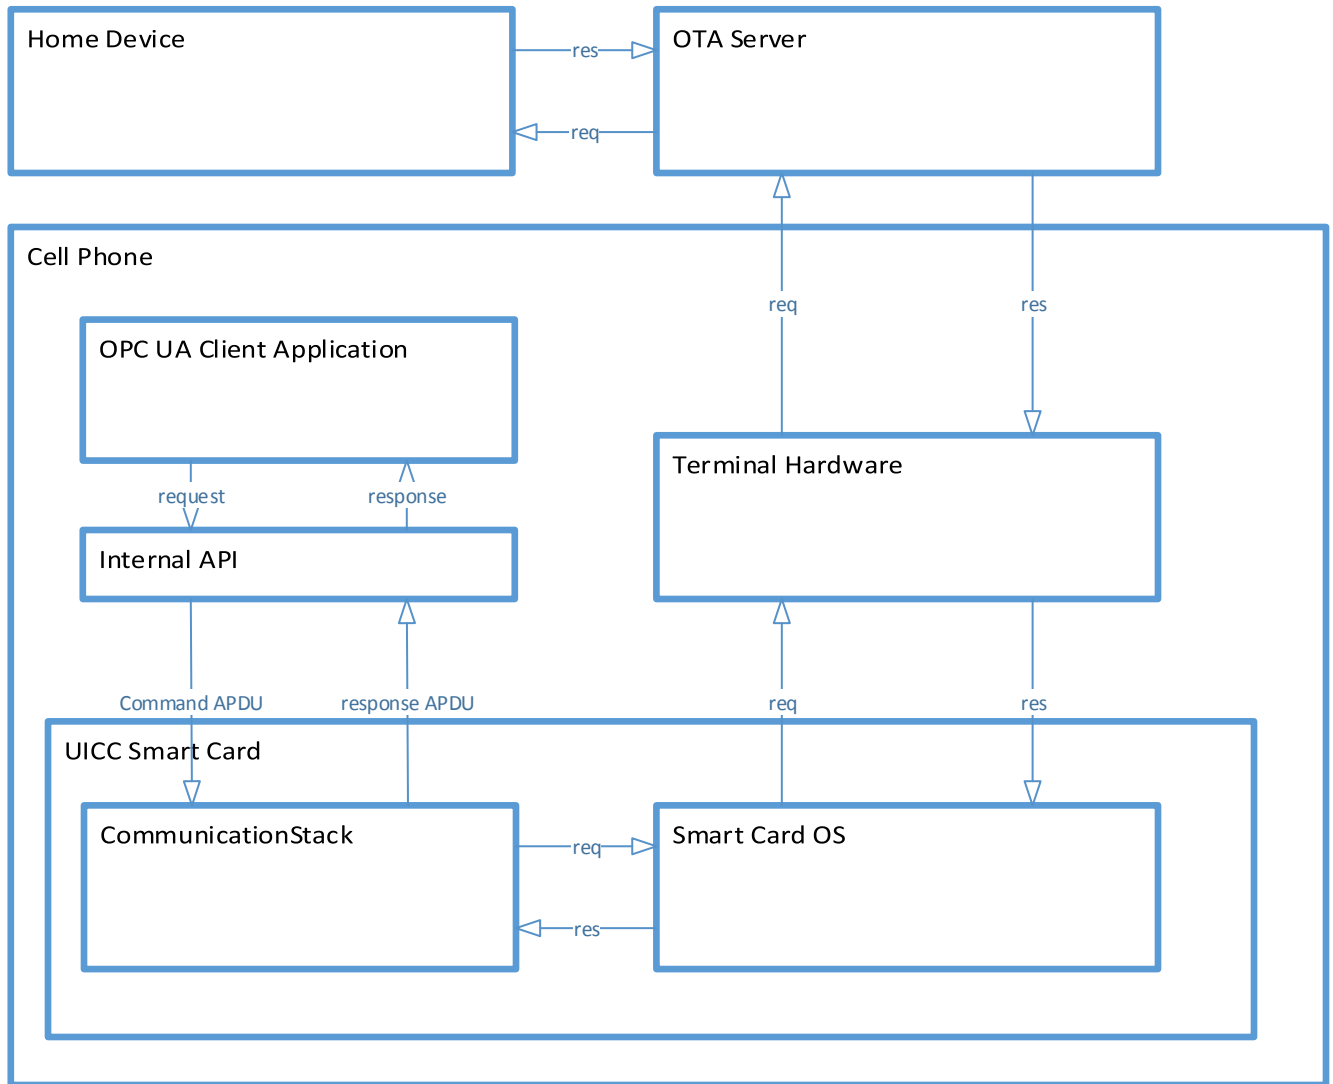 Home Device
OTA Server
res
req
Cell Phone
req
res
OPC UA Client Application
Terminal Hardware
request
response
Internal API
Command APDU
response APDU
req
res
UICC Smart Card
CommunicationStack
Smart Card OS
req
res